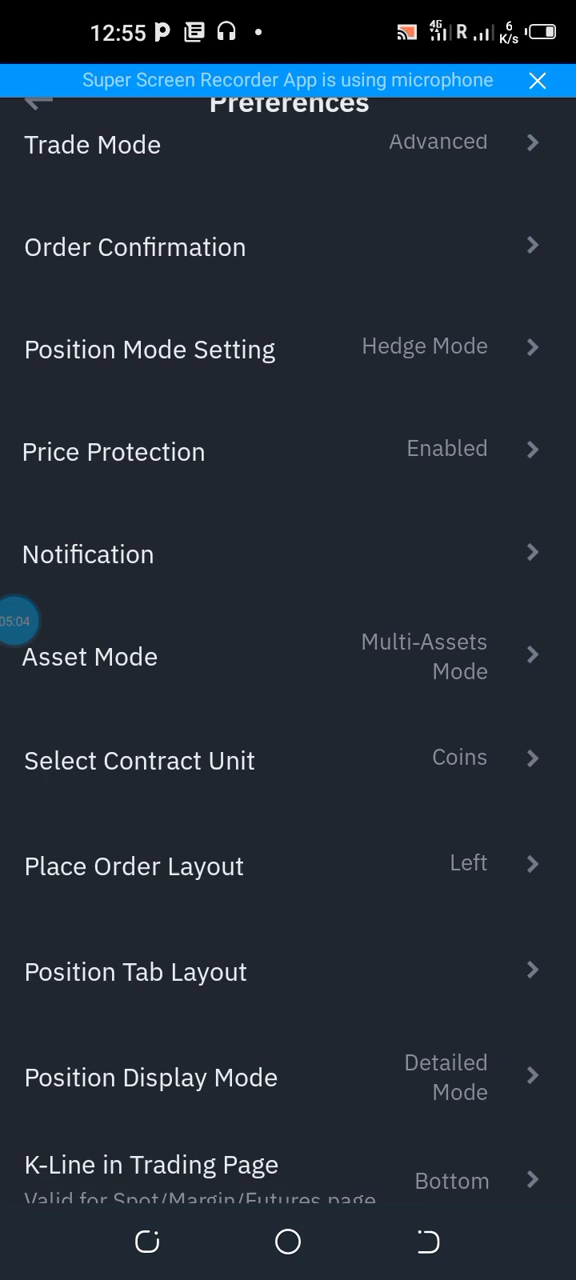 12:55
4G
R
6
K/s
Super Screen Recorder App is using microphone
Preferences
Trade Mode
Advanced
Order Confirmation
Position Mode Setting
Hedge Mode
Price Protection
Enabled
Notification
05:04
Asset Mode
Multi-Assets
Mode
Select Contract Unit
Coins
Place Order Layout
Left
Position Tab Layout
Position Display Mode
Detailed
Mode
K-Line in Trading Page
Bottom
Valid for Spot/Margin/Futures page